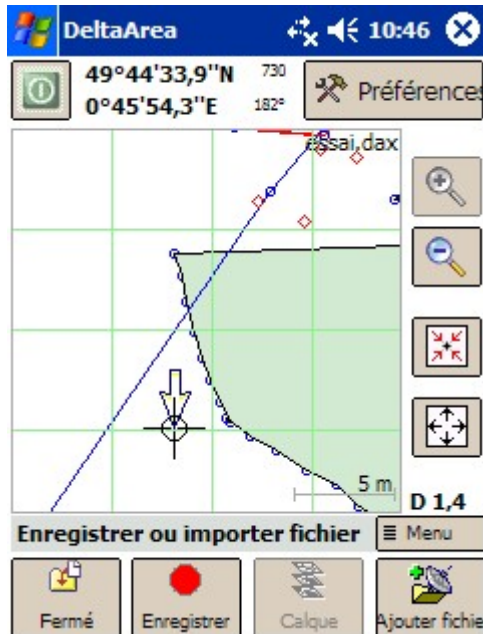 DeltaArea 10:46
49°44'33,9"N 730
0°45'54,3"E 182°
Préférences
essai,dax
5 m
D 1,4
Enregistrer ou importer fichier
Menu
Fermé Enregistrer Calque Ajouter fichie